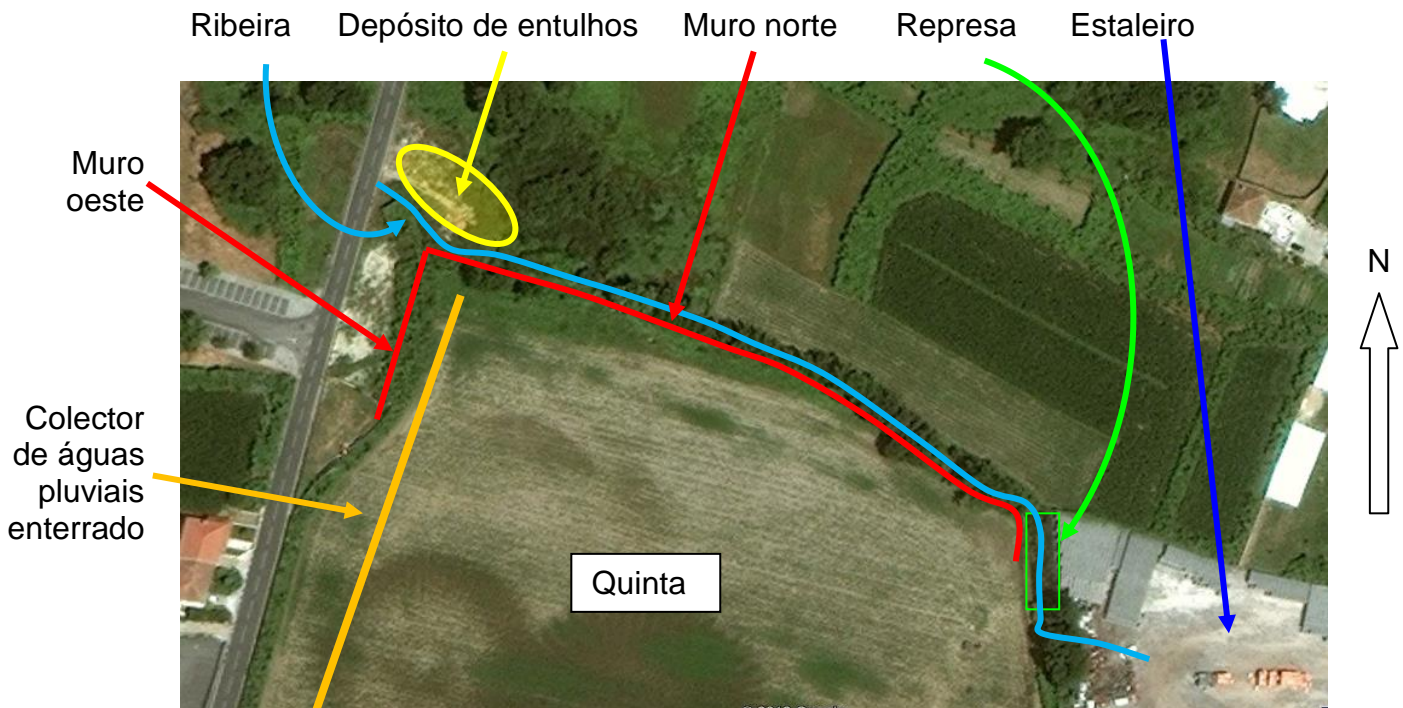 Ribeira
Depósito de entulhos
Muro norte
Represa
Estaleiro
Muro
oeste
N
Colector
de águas
pluviais
enterrado
Quinta